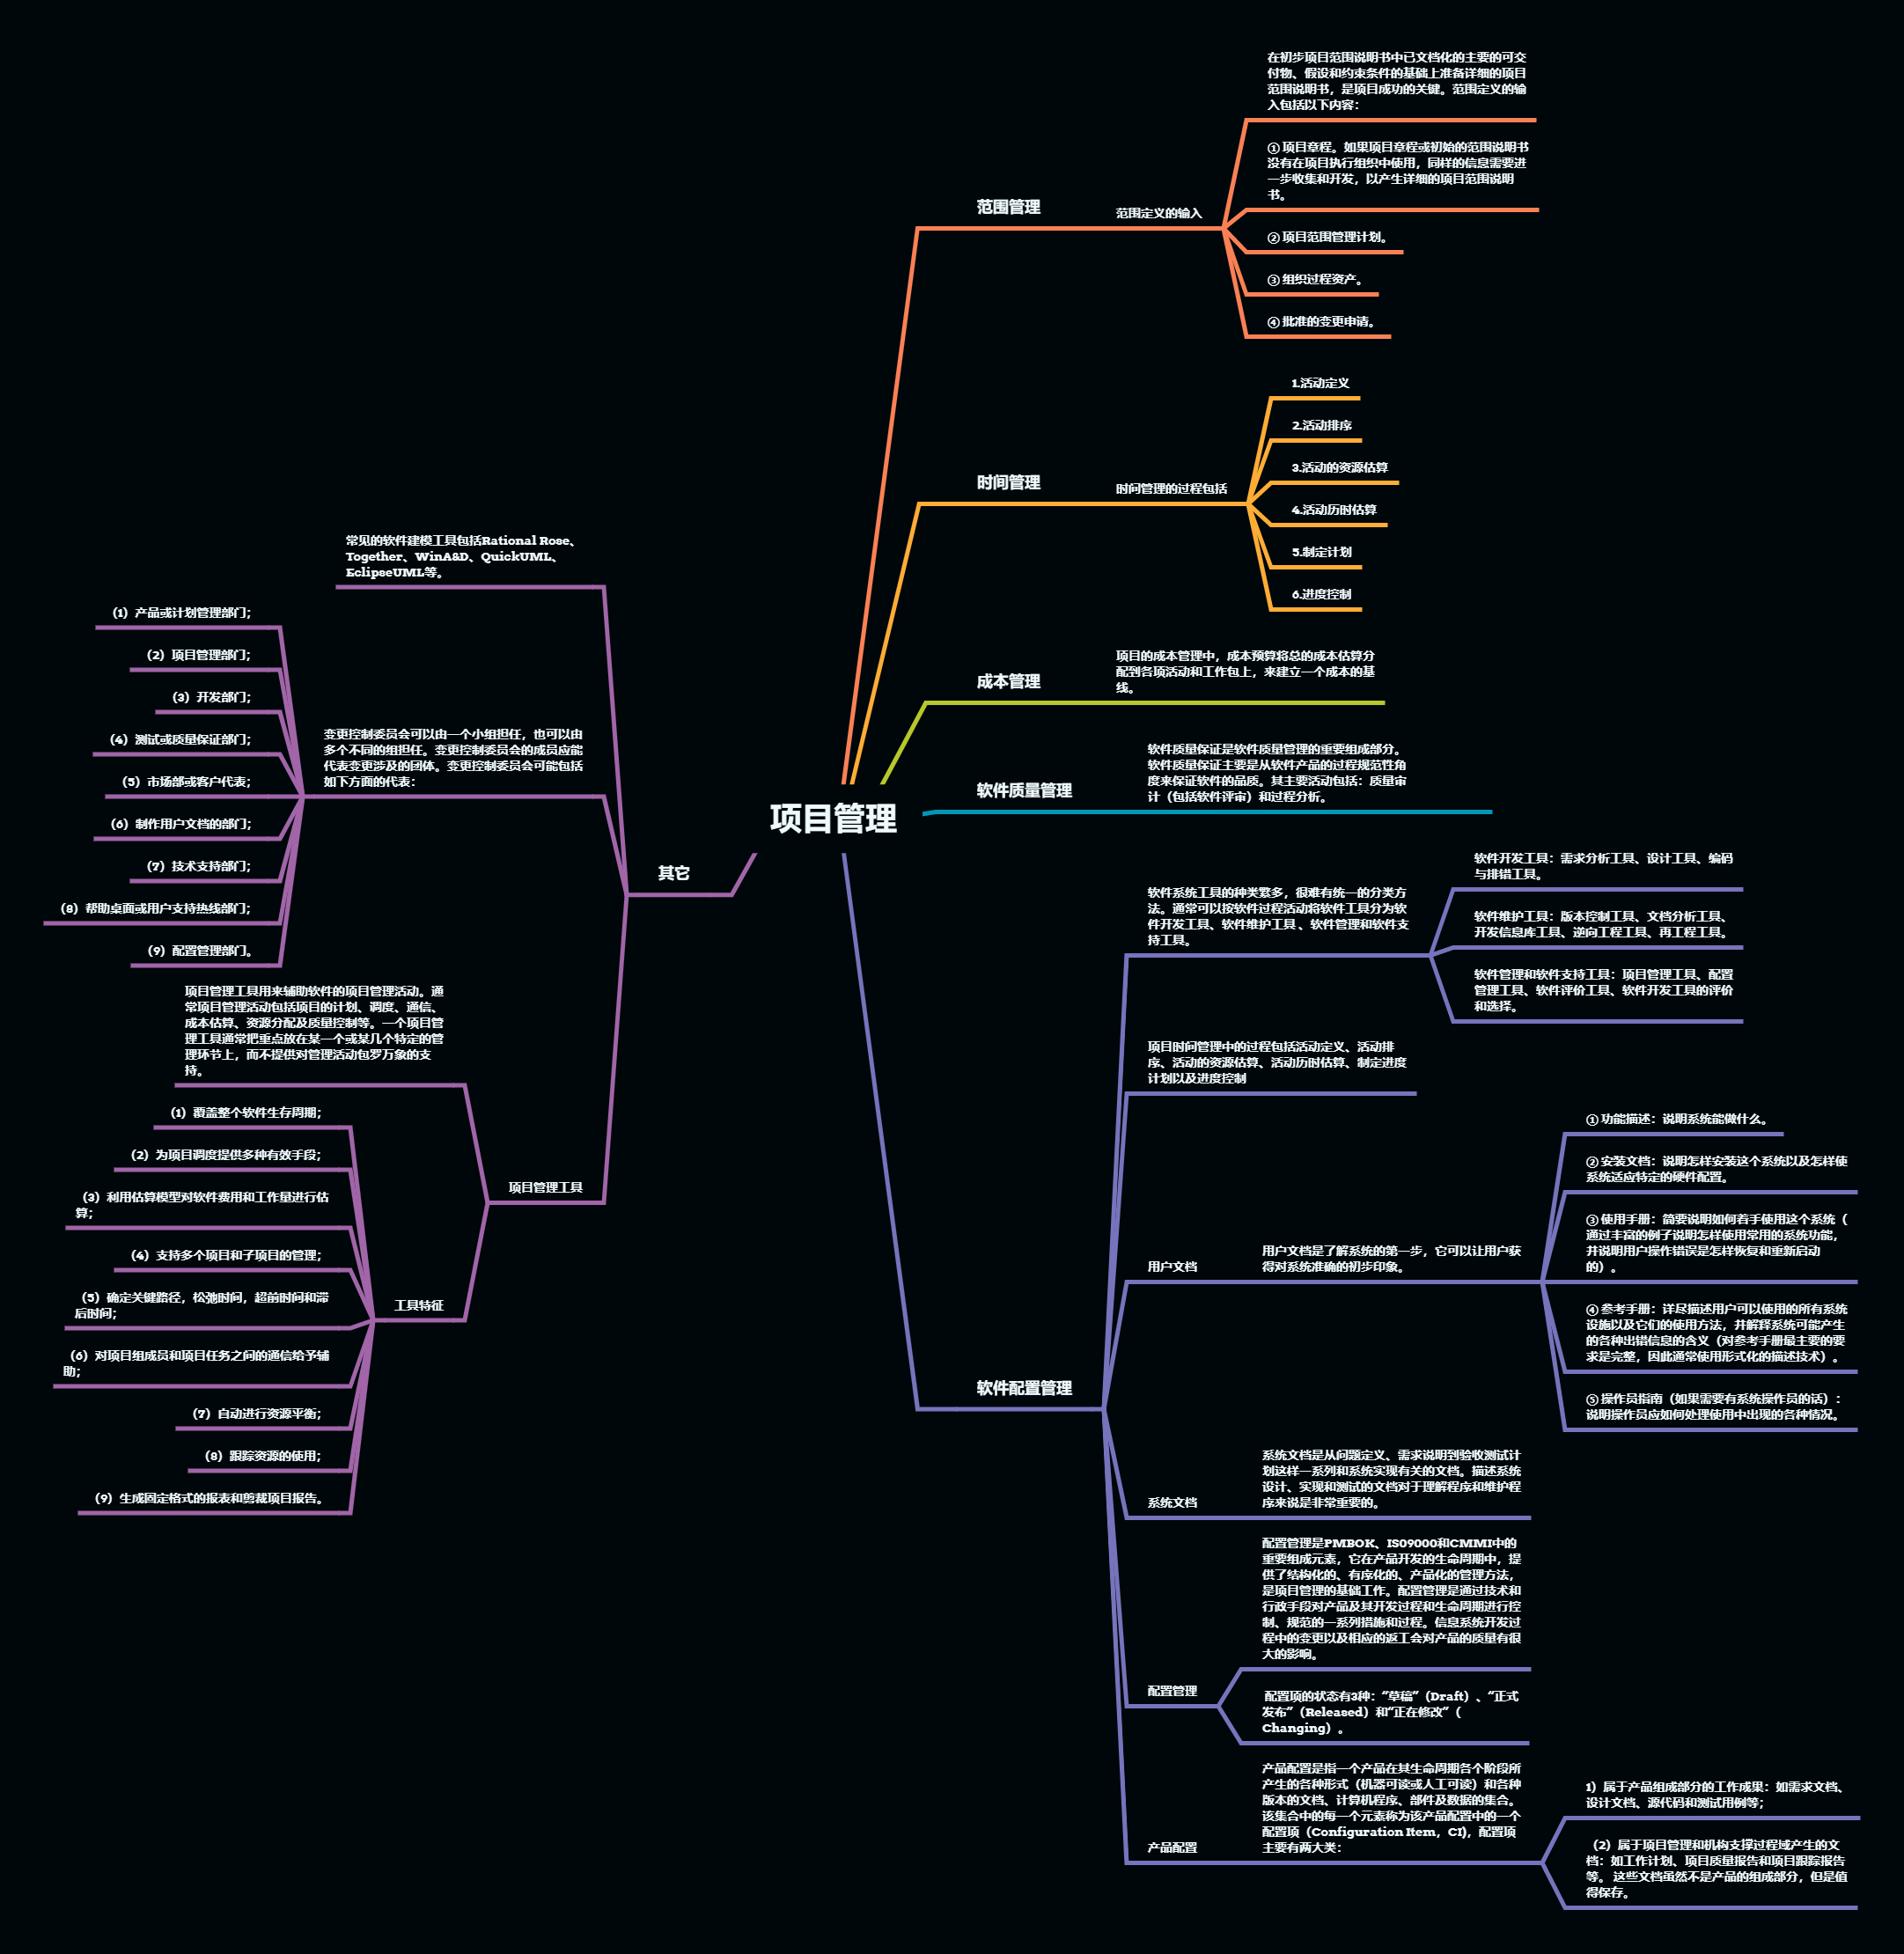 项目管理
范围管理
范围定义的输入
在初步项目范围说明书中已文档化的主要的可交
付物、假设和约束条件的基础上准备详细的项目
范围说明书，是项目成功的关键。范围定义的输
入包括以下内容：
① 项目章程。如果项目章程或初始的范围说明书
没有在项目执行组织中使用，同样的信息需要进
一步收集和开发，以产生详细的项目范围说明
书。
② 项目范围管理计划。
③ 组织过程资产。
④ 批准的变更申请。
时间管理
时间管理的过程包括
1.活动定义
2.活动排序
3.活动的资源估算
4.活动历时估算
5.制定计划
6.进度控制
成本管理
项目的成本管理中，成本预算将总的成本估算分
配到各项活动和工作包上，来建立一个成本的基
线。
软件质量管理
软件质量保证是软件质量管理的重要组成部分。
软件质量保证主要是从软件产品的过程规范性角
度来保证软件的品质。其主要活动包括：质量审
计（包括软件评审）和过程分析。
软件配置管理
软件系统工具的种类繁多，很难有统一的分类方
法。通常可以按软件过程活动将软件工具分为软
件开发工具、软件维护工具 、软件管理和软件支
持工具。
软件开发工具：需求分析工具、设计工具、编码
与排错工具。
软件维护工具：版本控制工具、文档分析工具、
开发信息库工具、逆向工程工具、再工程工具。
软件管理和软件支持工具：项目管理工具、配置
管理工具、软件评价工具、软件开发工具的评价
和选择。
项目时间管理中的过程包括活动定义、活动排
序、活动的资源估算、活动历时估算、制定进度
计划以及进度控制
用户文档
用户文档是了解系统的第一步，它可以让用户获
得对系统准确的初步印象。
① 功能描述：说明系统能做什么。
② 安装文档：说明怎样安装这个系统以及怎样使
系统适应特定的硬件配置。
③ 使用手册：简要说明如何着手使用这个系统（
通过丰富的例子说明怎样使用常用的系统功能，
并说明用户操作错误是怎样恢复和重新启动
的）。
④ 参考手册：详尽描述用户可以使用的所有系统
设施以及它们的使用方法，并解释系统可能产生
的各种出错信息的含义（对参考手册最主要的要
求是完整，因此通常使用形式化的描述技术）。
⑤ 操作员指南（如果需要有系统操作员的话）：
说明操作员应如何处理使用中出现的各种情况。
系统文档
系统文档是从问题定义、需求说明到验收测试计
划这样一系列和系统实现有关的文档。描述系统
设计、实现和测试的文档对于理解程序和维护程
序来说是非常重要的。
配置管理
配置管理是PMBOK、ISO9000和CMMI中的
重要组成元素，它在产品开发的生命周期中，提
供了结构化的、有序化的、产品化的管理方法，
是项目管理的基础工作。配置管理是通过技术和
行政手段对产品及其开发过程和生命周期进行控
制、规范的一系列措施和过程。信息系统开发过
程中的变更以及相应的返工会对产品的质量有很
大的影响。
配置项的状态有3种：“草稿”（Draft）、“正式
发布”（Released）和“正在修改”（
Changing）。
产品配置
产品配置是指一个产品在其生命周期各个阶段所
产生的各种形式（机器可读或人工可读）和各种
版本的文档、计算机程序、部件及数据的集合。
该集合中的每一个元素称为该产品配置中的一个
配置项（Configuration Item，CI)，配置项
主要有两大类：
1）属于产品组成部分的工作成果：如需求文档、
设计文档、源代码和测试用例等；
（2）属于项目管理和机构支撑过程域产生的文
档：如工作计划、项目质量报告和项目跟踪报告
等。 这些文档虽然不是产品的组成部分，但是值
得保存。
其它
常见的软件建模工具包括Rational Rose、
Together、WinA&D、QuickUML、
EclipseUML等。
变更控制委员会可以由一个小组担任，也可以由
多个不同的组担任。变更控制委员会的成员应能
代表变更涉及的团体。变更控制委员会可能包括
如下方面的代表：
（1）产品或计划管理部门；
（2）项目管理部门；
（3）开发部门；
（4）测试或质量保证部门；
（5）市场部或客户代表；
（6）制作用户文档的部门；
（7）技术支持部门；
（8）帮助桌面或用户支持热线部门；
（9）配置管理部门。
项目管理工具
项目管理工具用来辅助软件的项目管理活动。通
常项目管理活动包括项目的计划、调度、通信、
成本估算、资源分配及质量控制等。一个项目管
理工具通常把重点放在某一个或某几个特定的管
理环节上，而不提供对管理活动包罗万象的支
持。
工具特征
（1）覆盖整个软件生存周期；
（2）为项目调度提供多种有效手段；
（3）利用估算模型对软件费用和工作量进行估
算；
（4）支持多个项目和子项目的管理；
（5）确定关键路径，松弛时间，超前时间和滞
后时间；
（6）对项目组成员和项目任务之间的通信给予辅
助；
（7）自动进行资源平衡；
（8）跟踪资源的使用；
（9）生成固定格式的报表和剪裁项目报告。